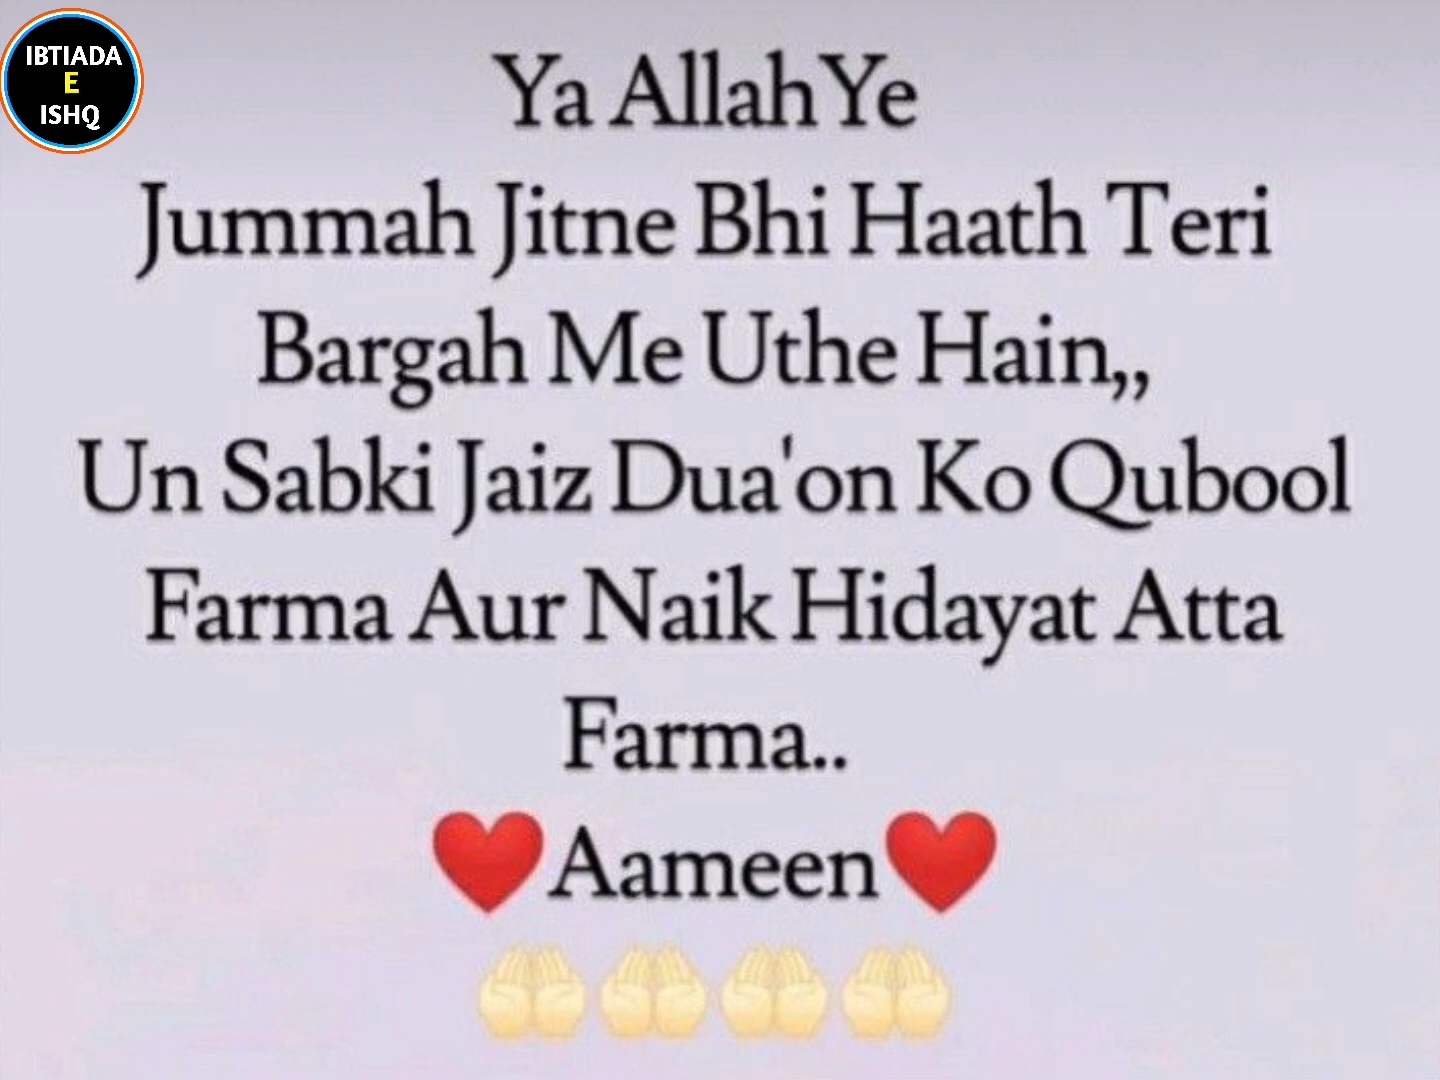 IBTIADA
E
ISHQ
Ya Allah Ye
Jummah Jitne Bhi Haath Teri
Bargah Me Uthe Hain,,
Un Sabki Jaiz Dua'on Ko Qubool
Farma Aur Naik Hidayat Atta
Farma..
❤️Aameen❤️
🤲🤲🤲🤲